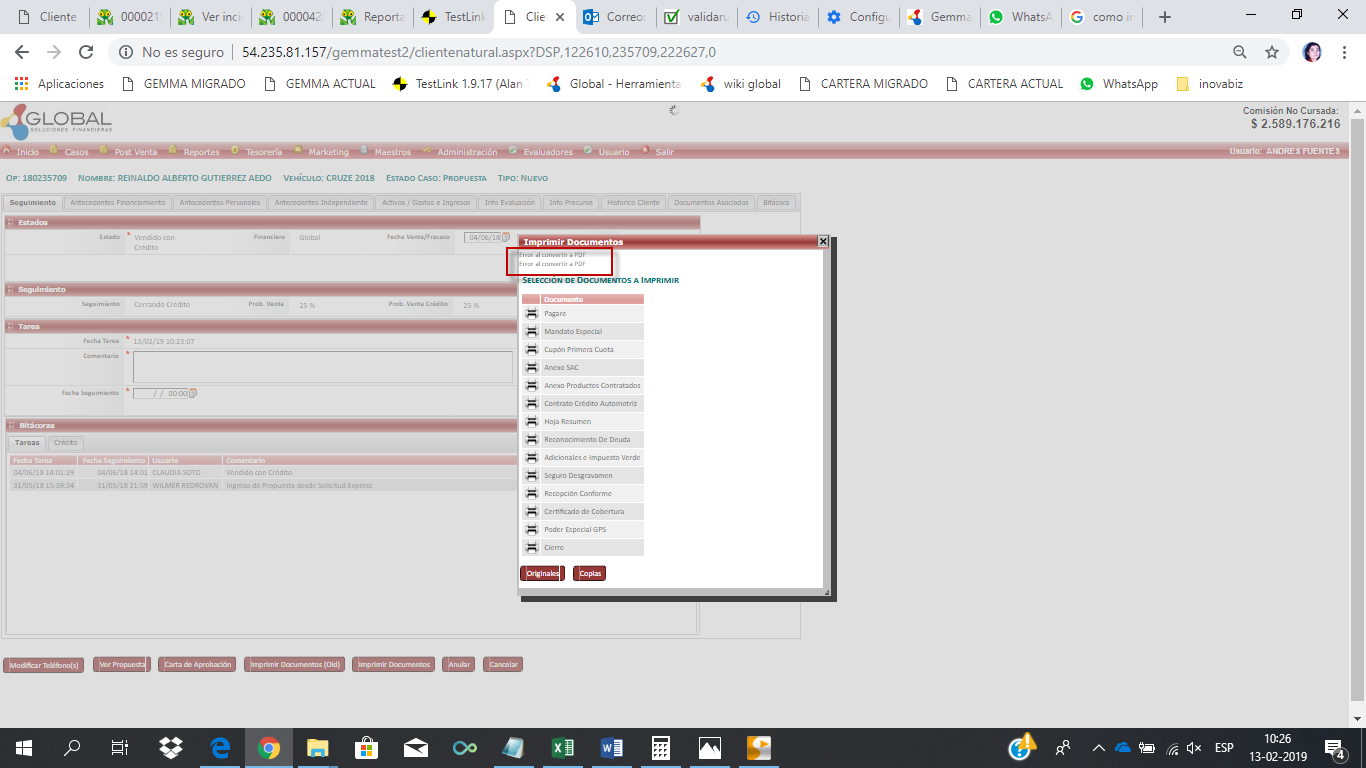 Cliente
000021
Ver inci
000042
Reporta
TestLink
Clie
Correo:
validaru
Historia
Configu
Gemma
WhatsA
como ir
No es seguro
54.235.81.157/gemmatest2/clientenatural.aspx?DSP,122610,235709,222627,0
Aplicaciones
GEMMA MIGRADO
GEMMA ACTUAL
TestLink 1.9.17 (Alan
Global - Herramienta
wiki global
CARTERA MIGRADO
CARTERA ACTUAL
WhatsApp
inovabiz
GLOBAL
SOLUCIONES FINANCIERAS
Comisión No Cursada:
$ 2.589.176.216
Inicio
Casos
Post Venta
Reportes
Tesorería
Marketing
Maestros
Administración
Evaluadores
Usuario
Salir
Usuario: ANDRES FUENTES
Op: 180235709
Nombre: REINALDO ALBERTO GUTIERREZ AEDO
Vehículo: CRUZE 2018
Estado Caso: Propuesta
Tipo: Nuevo
Seguimiento
Antecedentes Financiamiento
Antecedentes Personales
Antecedentes Independiente
Activos / Gastos e Ingresos
Info Evaluación
Info Precurse
Historico Cliente
Documentos Asociados
Bitácora
Estados
Estado
* Vendido con
Crédito
Financiera
Global
Fecha Venta/Fracaso
04/06/18
Seguimiento
Seguimiento
Cerrando Crédito
Prob. Venta
25 %
Prob. Venta Crédito
25 %
Tarea
Fecha Tarea
* 13/02/19 10:23:07
Comentario
*
Fecha Seguimiento
* / / 00:00
Bitácoras
Tareas
Crédito
Fecha Tarea
Fecha Seguimiento
Usuario
Comentario
04/06/18 14:01:29
04/06/18 14:01
CLAUDIA SOTO
Vendido con Crédito
31/05/18 15:59:34
31/05/18 21:59
WILMER REDROVAN
Ingreso de Propuesta desde Solicitud Express
Imprimir Documentos
Error al convertir a PDF
Error al convertir a PDF
Selección de Documentos a Imprimir
Documento
Pagare
Mandato Especial
Cupón Primera Cuota
Anexo SAC
Anexo Productos Contratados
Contrato Crédito Automotriz
Hoja Resumen
Reconocimiento De Deuda
Adicionales e Impuesto Verde
Seguro Desgravamen
Recepción Conforme
Certificado de Cobertura
Poder Especial GPS
Cierre
Originales
Copias
Modificar Teléfono(s)
Ver Propuesta
Carta de Aprobación
Imprimir Documentos (Old)
Imprimir Documentos
Anular
Cancelar
ESP
10:26
13-02-2019
4